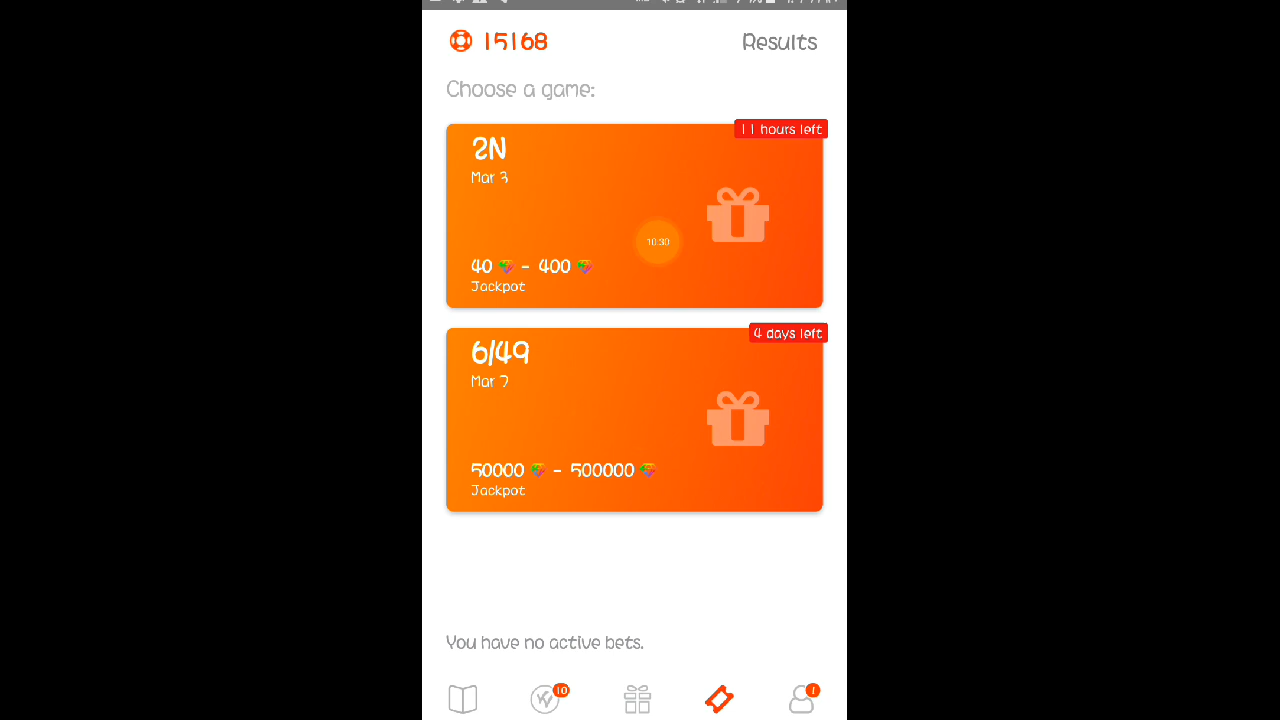 15168
Results
Choose a game:
11 hours left
2N
Mar 3
10:30
40 - 400
Jackpot
4 days left
6/49
Mar 7
50000 - 500000
Jackpot
You have no active bets.
10
1